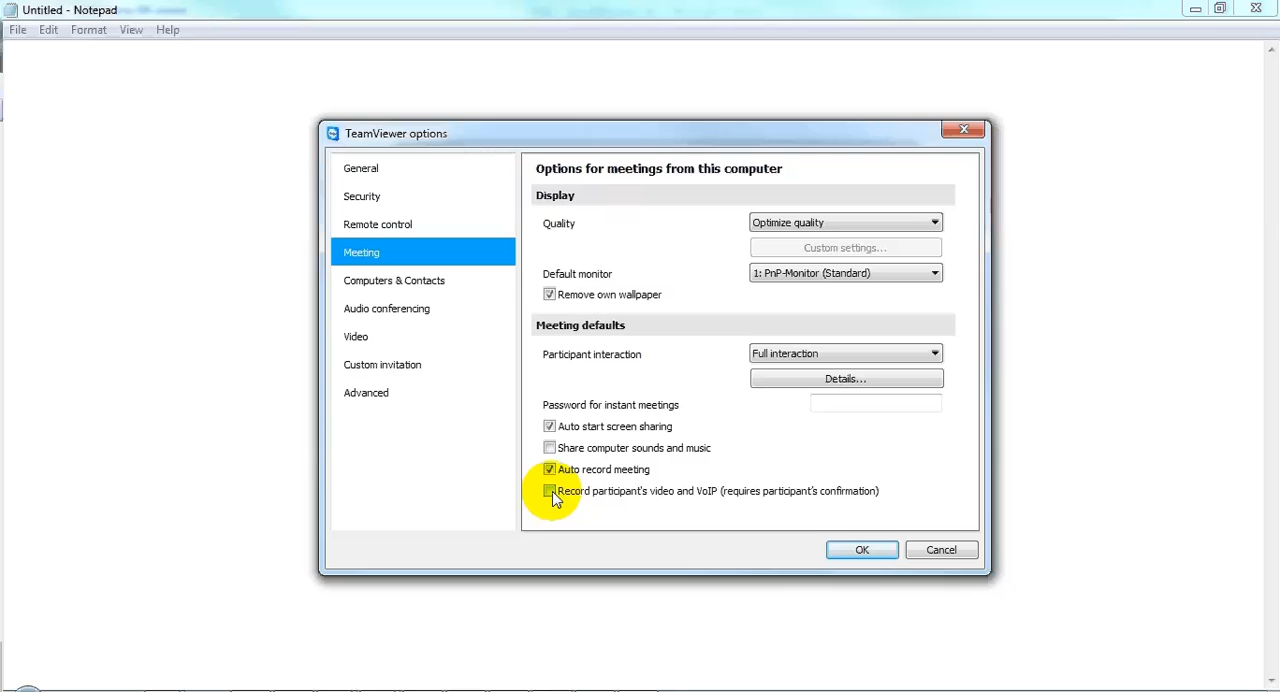 Untitled - Notepad
File Edit Format View Help
TeamViewer options
General
Security
Remote control
Meeting
Computers & Contacts
Audio conferencing
Video
Custom invitation
Advanced
Options for meetings from this computer
Display
Quality Optimize quality
Custom settings...
Default monitor 1: PnP-Monitor (Standard)
Remove own wallpaper
Meeting defaults
Participant interaction Full interaction
Details...
Password for instant meetings
Auto start screen sharing
Share computer sounds and music
Auto record meeting
Record participant's video and VoIP (requires participant's confirmation)
OK Cancel